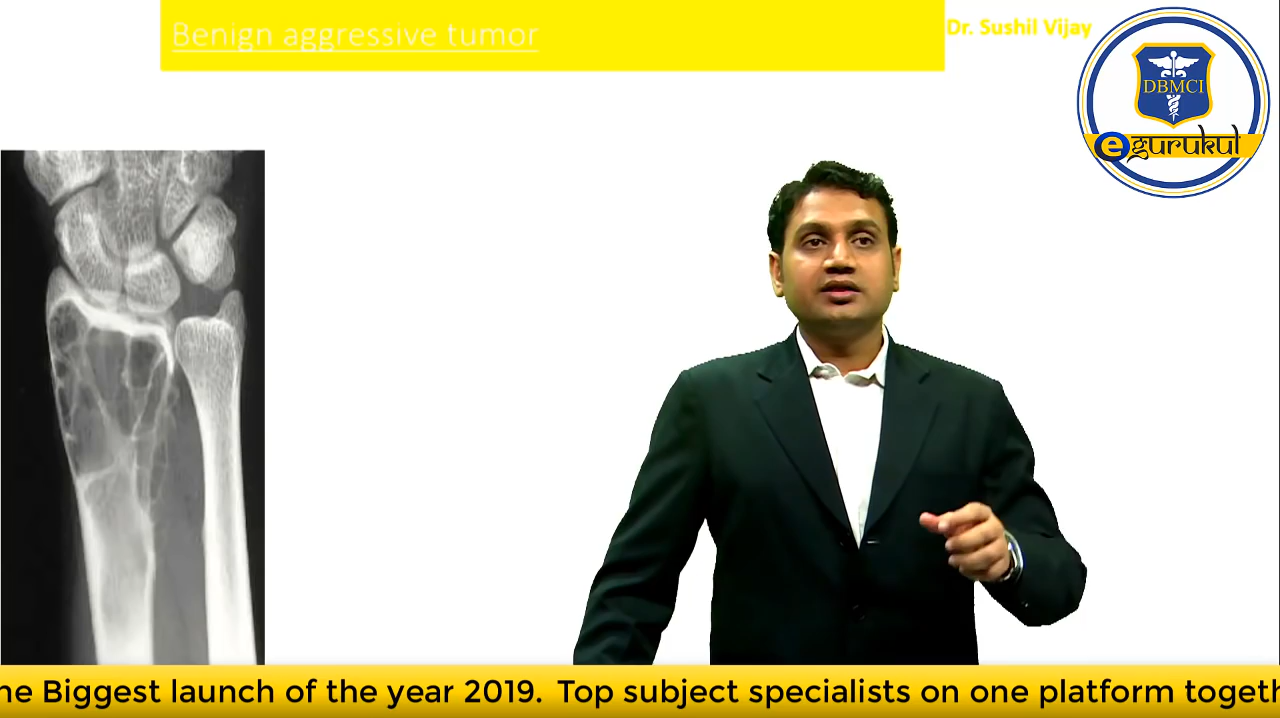 Benign aggressive tumor
Dr. Sushil Vijay
DBMCI
egurukul
ne Biggest launch of the year 2019. Top subject specialists on one platform togeth